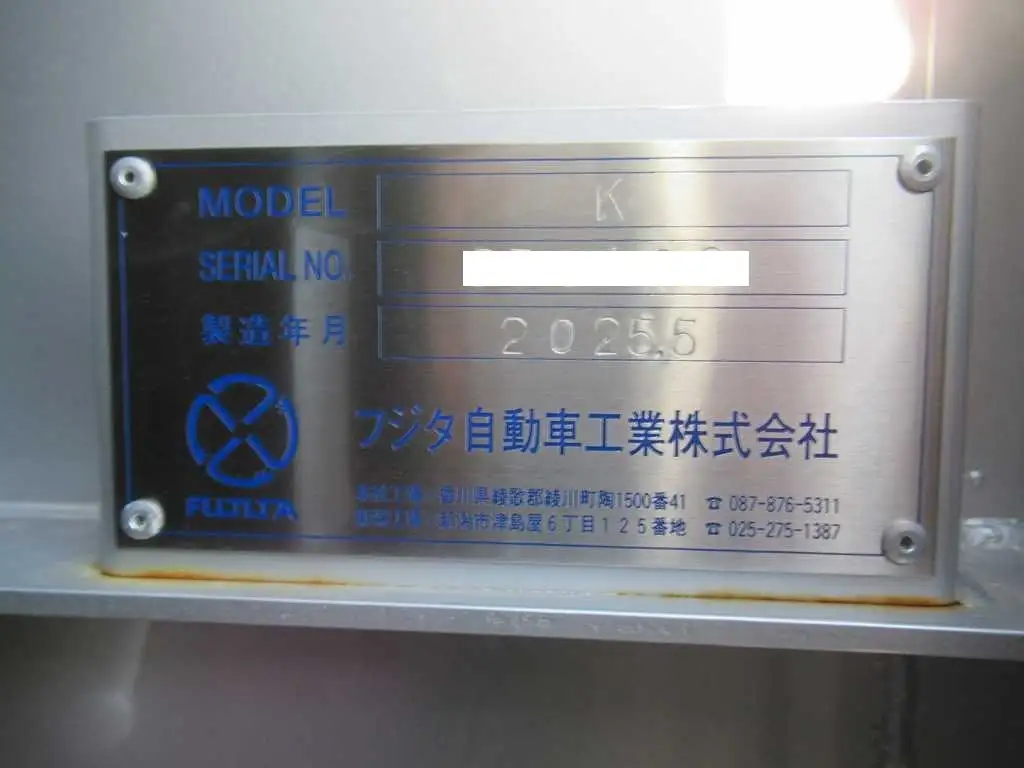 MODEL K
SERIAL NO.
製造年月 2025.5
フジタ自動車工業株式会社
FUJITA
香川県綾歌郡綾川町陶1500番41 ☎ 087-876-5311
新潟市津島屋6丁目125番地 ☎ 025-275-1387